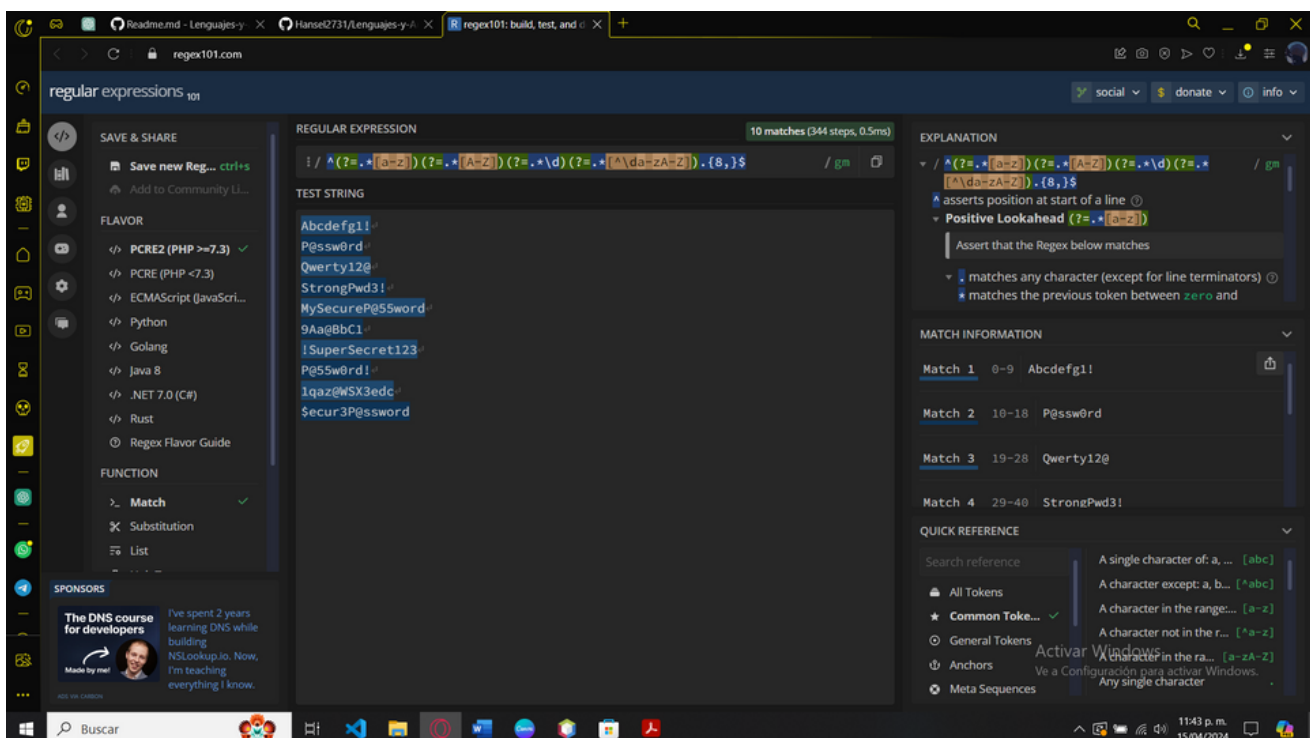 Readme.md - Lenguajes-y-
Hansel2731/Lenguajes-y-A
regex101: build, test, and d
regex101.com
regular expressions 101
social
donate
info
SAVE & SHARE
Save new Reg... ctrl+s
Add to Community Li...
FLAVOR
</> PCRE2 (PHP >=7.3)
</> PCRE (PHP <7.3)
</> ECMAScript (JavaScri...
</> Python
</> Golang
</> Java 8
</> .NET 7.0 (C#)
</> Rust
Regex Flavor Guide
FUNCTION
>_ Match
Substitution
List
SPONSORS
The DNS course for developers
Made by me!
I've spent 2 years
learning DNS while
building
NSLookup.io. Now,
I'm teaching
everything I know.
ADS VIA CARBON
REGULAR EXPRESSION
10 matches (344 steps, 0.5ms)
/ ^(?=.*[a-z])(?=.*[A-Z])(?=.*\d)(?=.*[^\da-zA-Z]).{8,}$ / gm
TEST STRING
Abcdefg1!
P@ssw0rd
Qwerty12@
StrongPwd3!
MySecureP@55word
9Aa@BbC1
!SuperSecret123
P@55w0rd!
1qaz@WSX3edc
$ecur3P@ssword
EXPLANATION
/ ^(?=.*[a-z])(?=.*[A-Z])(?=.*\d)(?=.* / gm
[^\da-zA-Z]).{8,}$
^ asserts position at start of a line
Positive Lookahead (?=.*[a-z])
Assert that the Regex below matches
. matches any character (except for line terminators)
* matches the previous token between zero and
MATCH INFORMATION
Match 1 0-9 Abcdefg1!
Match 2 10-18 P@ssw0rd
Match 3 19-28 Qwerty12@
Match 4 29-40 StrongPwd3!
QUICK REFERENCE
Search reference
All Tokens
Common Toke...
General Tokens
Anchors
Meta Sequences
A single character of: a, ... [abc]
A character except: a, b... [^abc]
A character in the range:... [a-z]
A character not in the r... [^a-z]
A character in the ra... [a-zA-Z]
Any single character .
Activar Windows
Ve a Configuración para activar Windows.
Buscar
11:43 p. m.
15/04/2024